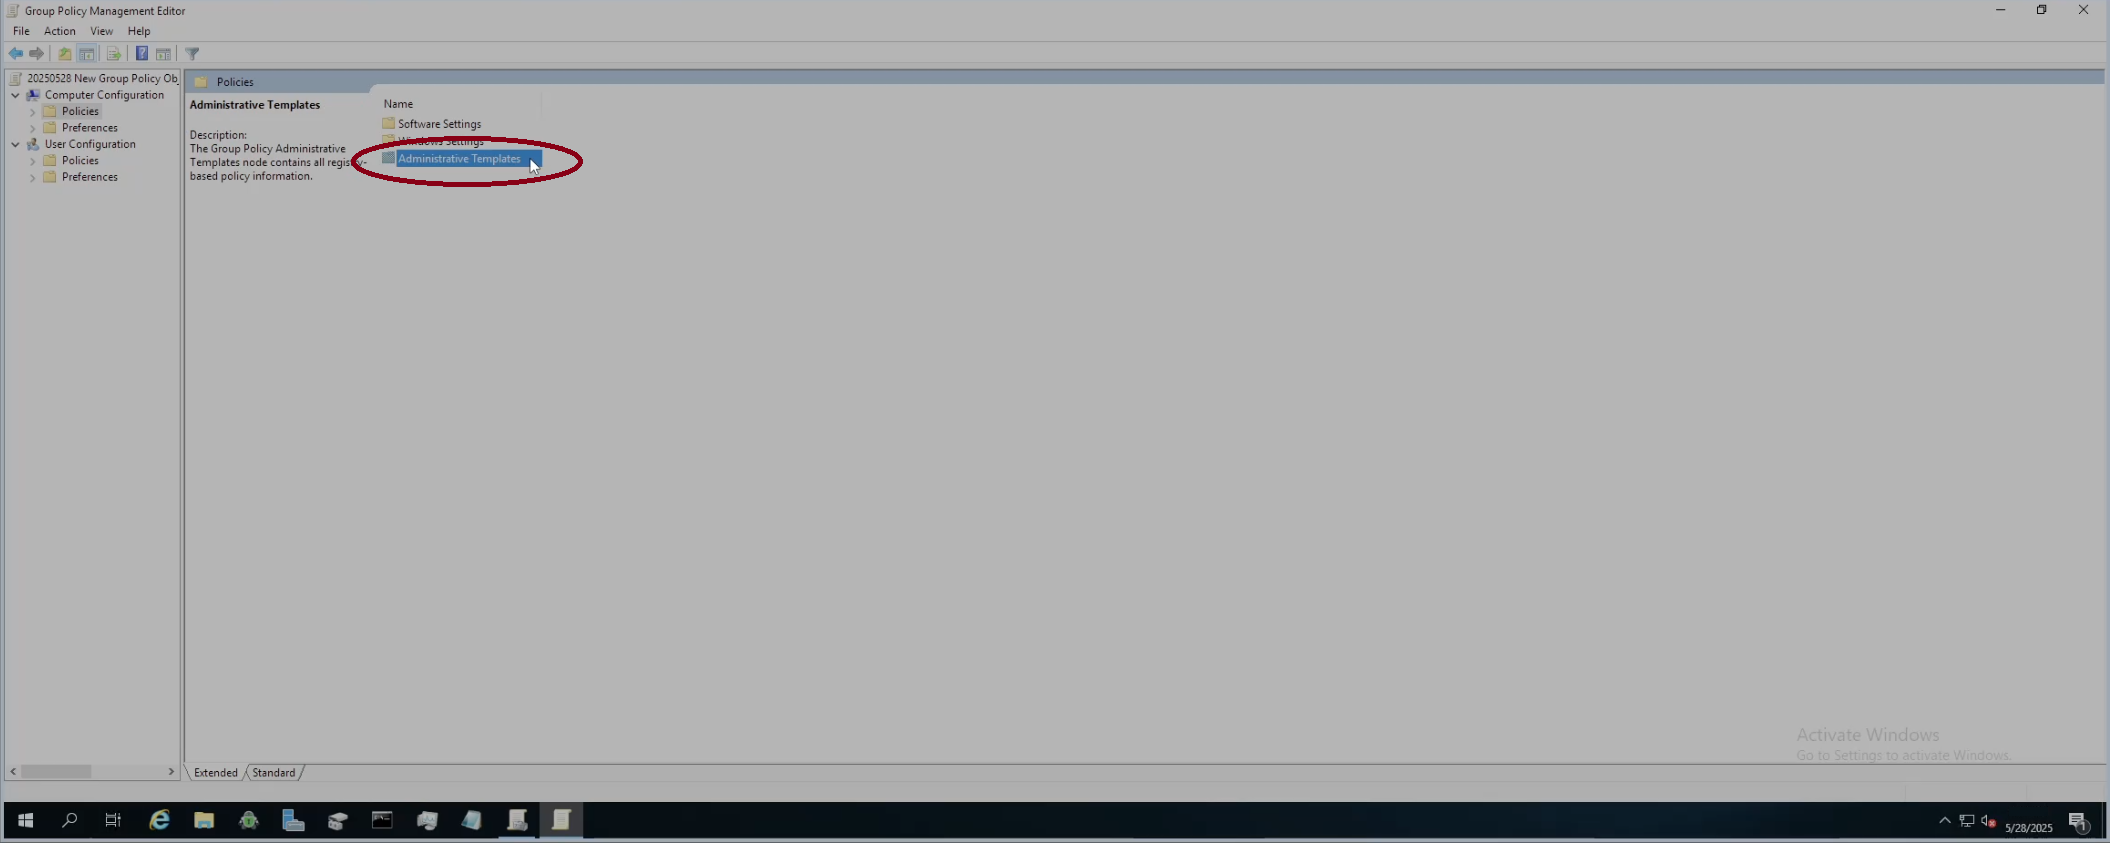 Group Policy Management Editor
File Action View Help
20250528 New Group Policy Ob
Computer Configuration
Policies
Preferences
User Configuration
Policies
Preferences
Policies
Administrative Templates
Description:
The Group Policy Administrative
Templates node contains all registry-
based policy information.
Name
Software Settings
Windows Settings
Administrative Templates
Activate Windows
Go to Settings to activate Windows.
Extended Standard
5/28/2025
1